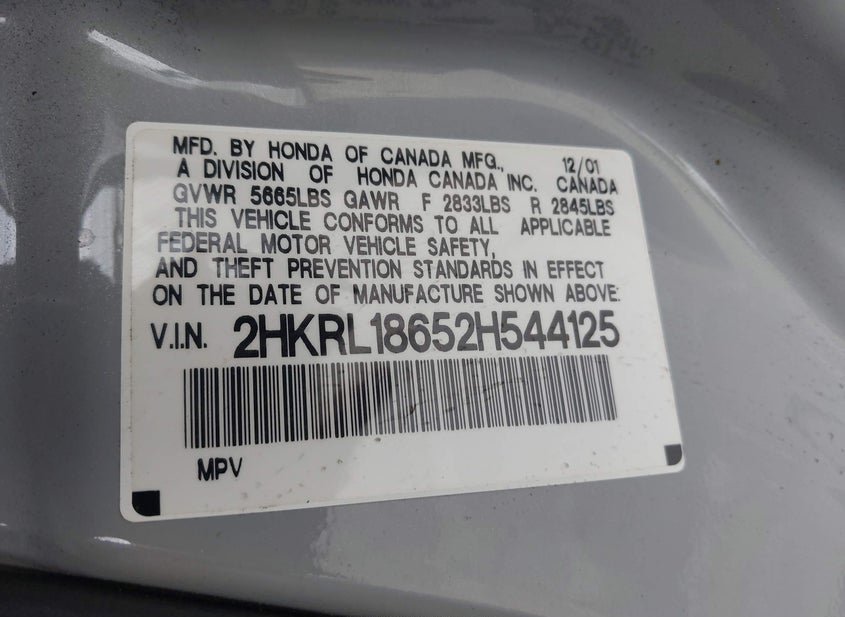 MFD. BY HONDA OF CANADA MFG., 12/01
A DIVISION OF HONDA CANADA INC. CANADA
GVWR 5665LBS GAWR F 2833LBS R 2845LBS
THIS VEHICLE CONFORMS TO ALL APPLICABLE
FEDERAL MOTOR VEHICLE SAFETY,
AND THEFT PREVENTION STANDARDS IN EFFECT
ON THE DATE OF MANUFACTURE SHOWN ABOVE:
V.I.N. 2HKRL18652H544125
MPV